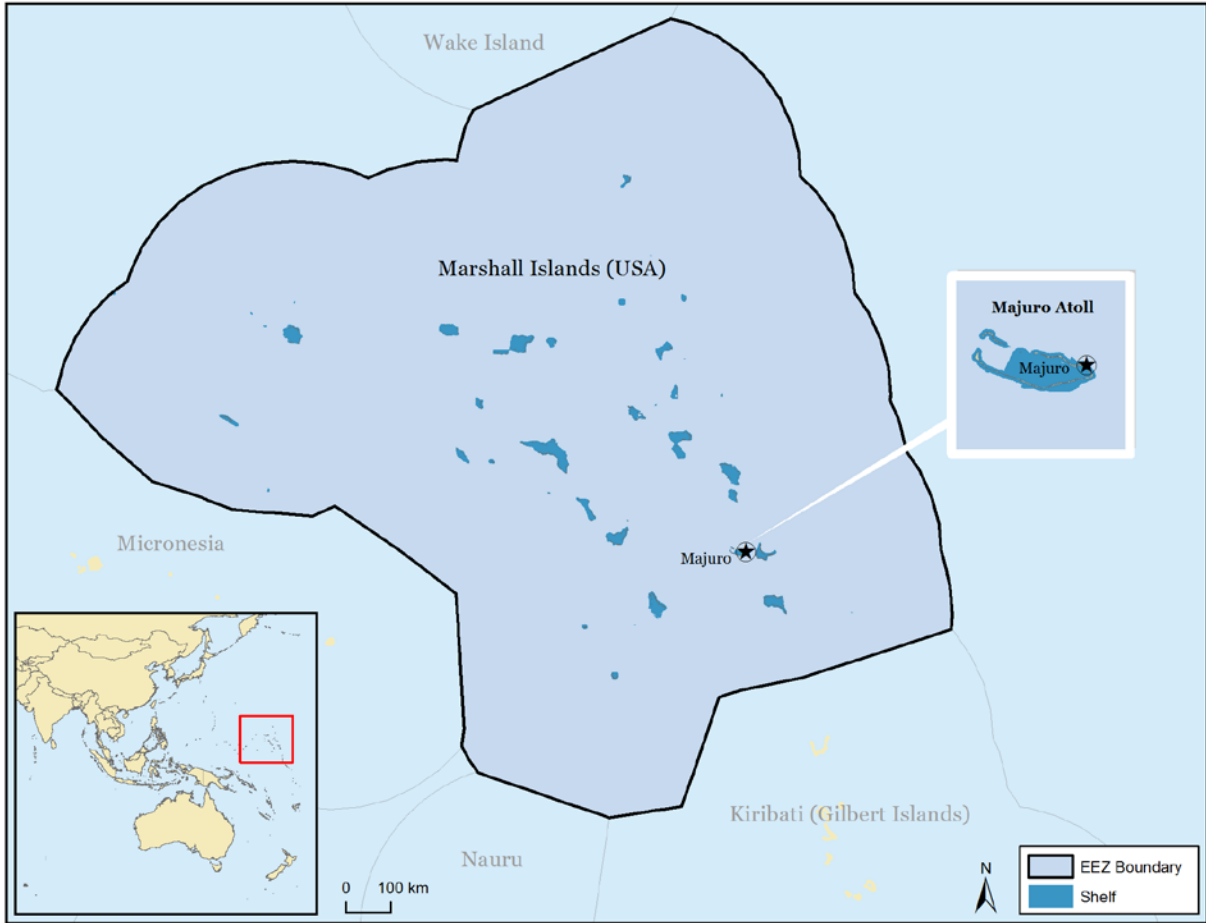 Wake Island
Marshall Islands (USA)
Majuro Atoll
Majuro
Majuro
Micronesia
Kiribati (Gilbert Islands)
Nauru
0 100 km
N
EEZ Boundary
Shelf